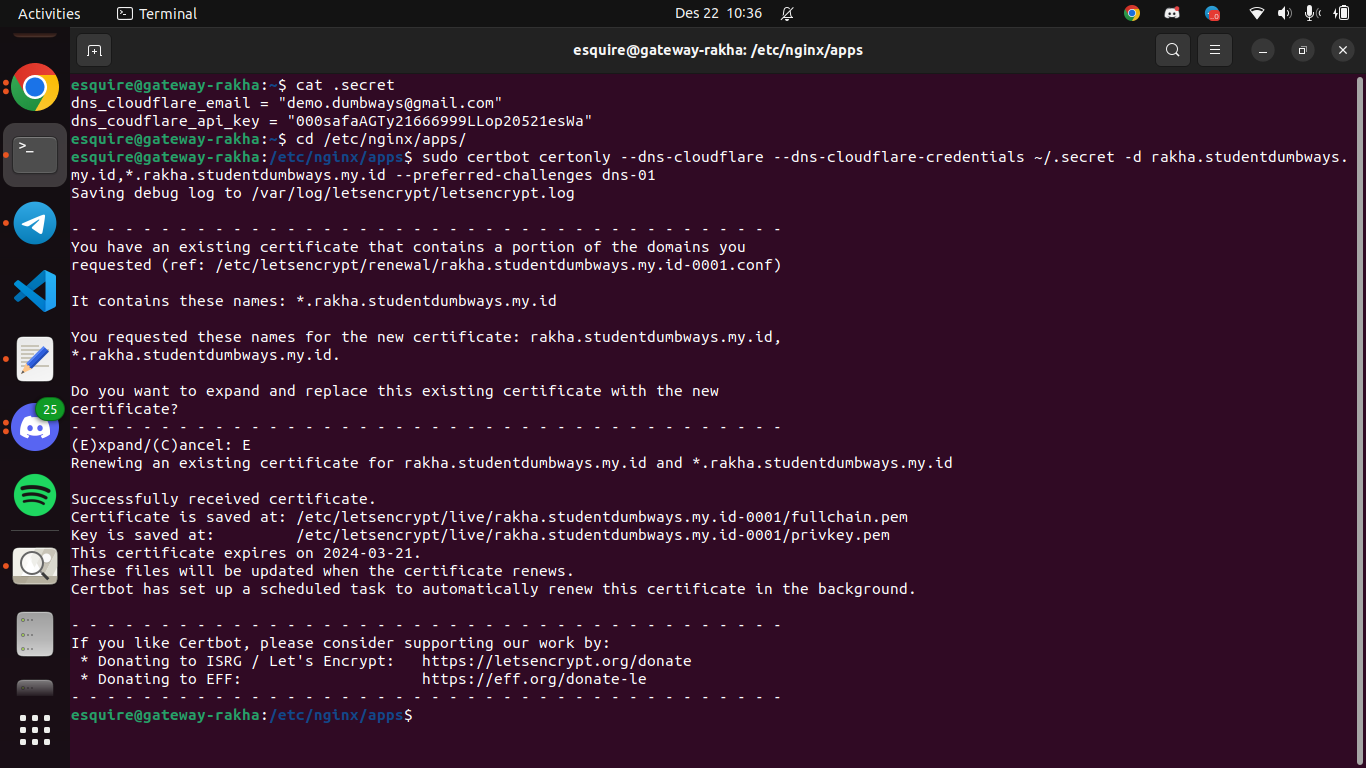 Activities
Terminal
Des 22 10:36
esquire@gateway-rakha: /etc/nginx/apps
esquire@gateway-rakha:~$ cat .secret
dns_cloudflare_email = "demo.dumbways@gmail.com"
dns_coudflare_api_key = "000safaAGTy21666999LLop20521esWa"
esquire@gateway-rakha:~$ cd /etc/nginx/apps/
esquire@gateway-rakha:/etc/nginx/apps$ sudo certbot certonly --dns-cloudflare --dns-cloudflare-credentials ~/.secret -d rakha.studentdumbways.
my.id,*.rakha.studentdumbways.my.id --preferred-challenges dns-01
Saving debug log to /var/log/letsencrypt/letsencrypt.log
- - - - - - - - - - - - - - - - - - - - - - - - - - - - - - - - - - - - - - - -
You have an existing certificate that contains a portion of the domains you
requested (ref: /etc/letsencrypt/renewal/rakha.studentdumbways.my.id-0001.conf)
It contains these names: *.rakha.studentdumbways.my.id
You requested these names for the new certificate: rakha.studentdumbways.my.id,
*.rakha.studentdumbways.my.id.
Do you want to expand and replace this existing certificate with the new
certificate?
- - - - - - - - - - - - - - - - - - - - - - - - - - - - - - - - - - - - - - - -
(E)xpand/(C)ancel: E
Renewing an existing certificate for rakha.studentdumbways.my.id and *.rakha.studentdumbways.my.id
Successfully received certificate.
Certificate is saved at: /etc/letsencrypt/live/rakha.studentdumbways.my.id-0001/fullchain.pem
Key is saved at:         /etc/letsencrypt/live/rakha.studentdumbways.my.id-0001/privkey.pem
This certificate expires on 2024-03-21.
These files will be updated when the certificate renews.
Certbot has set up a scheduled task to automatically renew this certificate in the background.
- - - - - - - - - - - - - - - - - - - - - - - - - - - - - - - - - - - - - - - -
If you like Certbot, please consider supporting our work by:
 * Donating to ISRG / Let's Encrypt:   https://letsencrypt.org/donate
 * Donating to EFF:                    https://eff.org/donate-le
- - - - - - - - - - - - - - - - - - - - - - - - - - - - - - - - - - - - - - - -
esquire@gateway-rakha:/etc/nginx/apps$
25